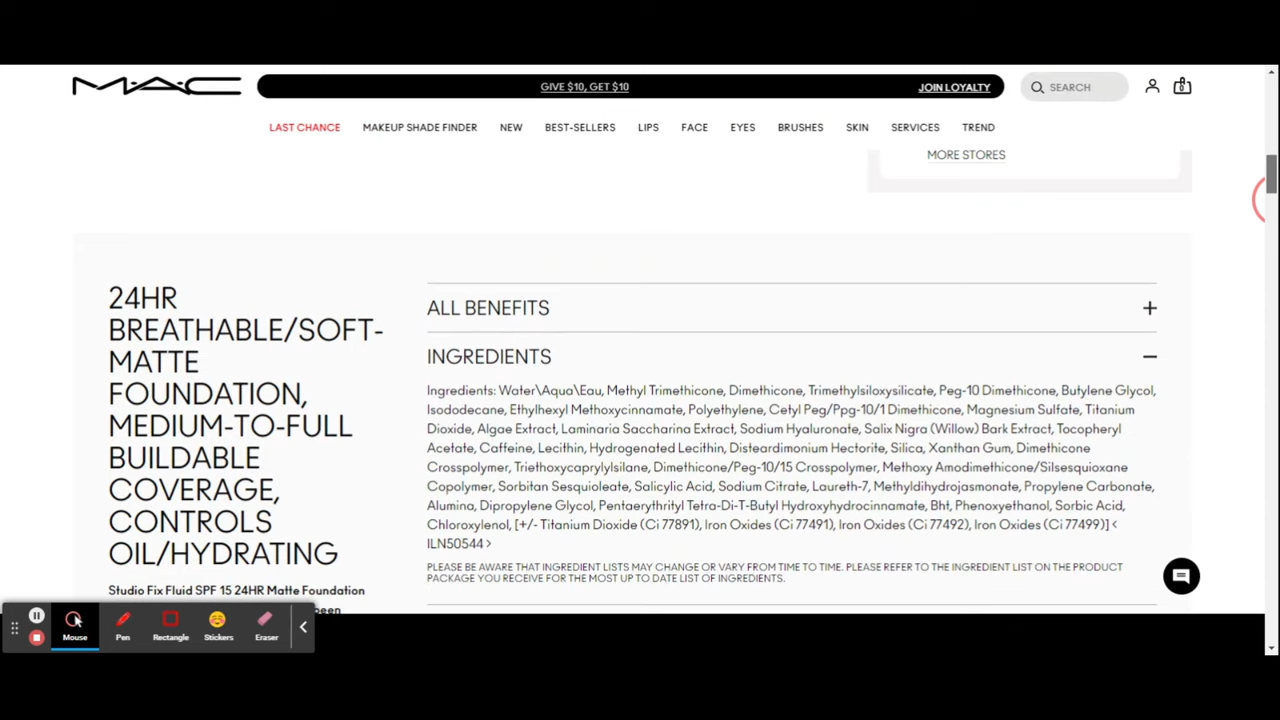 MAC
GIVE $10, GET $10
JOIN LOYALTY
SEARCH
0
LAST CHANCE
MAKEUP SHADE FINDER
NEW
BEST-SELLERS
LIPS
FACE
EYES
BRUSHES
SKIN
SERVICES
TREND
MORE STORES
24HR
BREATHABLE/SOFT-
MATTE
FOUNDATION,
MEDIUM-TO-FULL
BUILDABLE
COVERAGE,
CONTROLS
OIL/HYDRATING
Studio Fix Fluid SPF 15 24HR Matte Foundation
been
ALL BENEFITS
INGREDIENTS
Ingredients: Water\Aqua\Eau, Methyl Trimethicone, Dimethicone, Trimethylsiloxysilicate, Peg-10 Dimethicone, Butylene Glycol,
Isododecane, Ethylhexyl Methoxycinnamate, Polyethylene, Cetyl Peg/Ppg-10/1 Dimethicone, Magnesium Sulfate, Titanium
Dioxide, Algae Extract, Laminaria Saccharina Extract, Sodium Hyaluronate, Salix Nigra (Willow) Bark Extract, Tocopheryl
Acetate, Caffeine, Lecithin, Hydrogenated Lecithin, Disteardimonium Hectorite, Silica, Xanthan Gum, Dimethicone
Crosspolymer, Triethoxycaprylylsilane, Dimethicone/Peg-10/15 Crosspolymer, Methoxy Amodimethicone/Silsesquioxane
Copolymer, Sorbitan Sesquioleate, Salicylic Acid, Sodium Citrate, Laureth-7, Methyldihydrojasmonate, Propylene Carbonate,
Alumina, Dipropylene Glycol, Pentaerythrityl Tetra-Di-T-Butyl Hydroxyhydrocinnamate, Bht, Phenoxyethanol, Sorbic Acid,
Chloroxylenol, [+/- Titanium Dioxide (Ci 77891), Iron Oxides (Ci 77491), Iron Oxides (Ci 77492), Iron Oxides (Ci 77499)] <
ILN50544>
PLEASE BE AWARE THAT INGREDIENT LISTS MAY CHANGE OR VARY FROM TIME TO TIME. PLEASE REFER TO THE INGREDIENT LIST ON THE PRODUCT
PACKAGE YOU RECEIVE FOR THE MOST UP TO DATE LIST OF INGREDIENTS.
Mouse
Pen
Rectangle
Stickers
Eraser